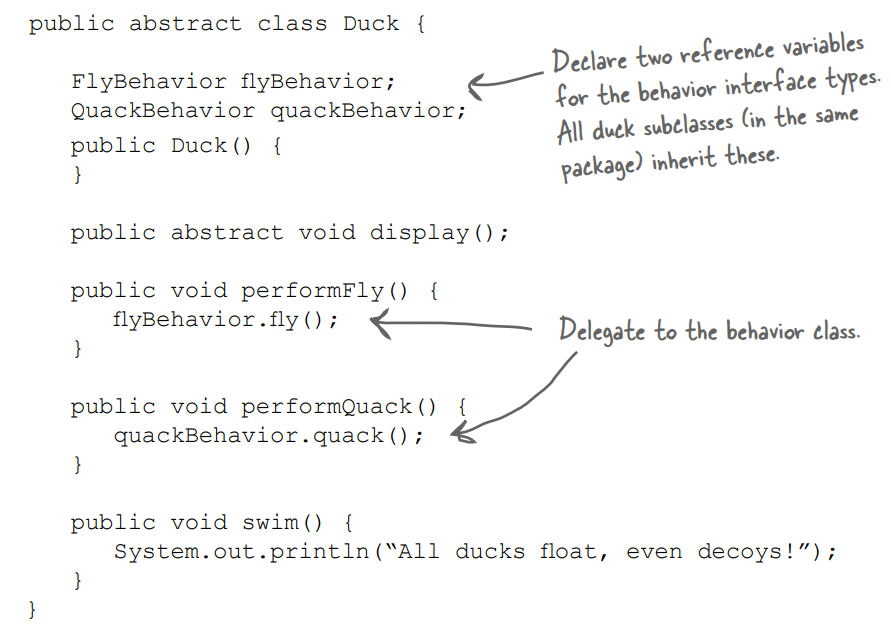 public abstract class Duck {
FlyBehavior flyBehavior;
QuackBehavior quackBehavior;
public Duck() {
}
Declare two reference variables
for the behavior interface types.
All duck subclasses (in the same
package) inherit these.
public abstract void display();
public void performFly() {
flyBehavior.fly();
}
Delegate to the behavior class.
public void performQuack() {
quackBehavior.quack();
}
public void swim() {
System.out.println(“All ducks float, even decoys!”);
}
}